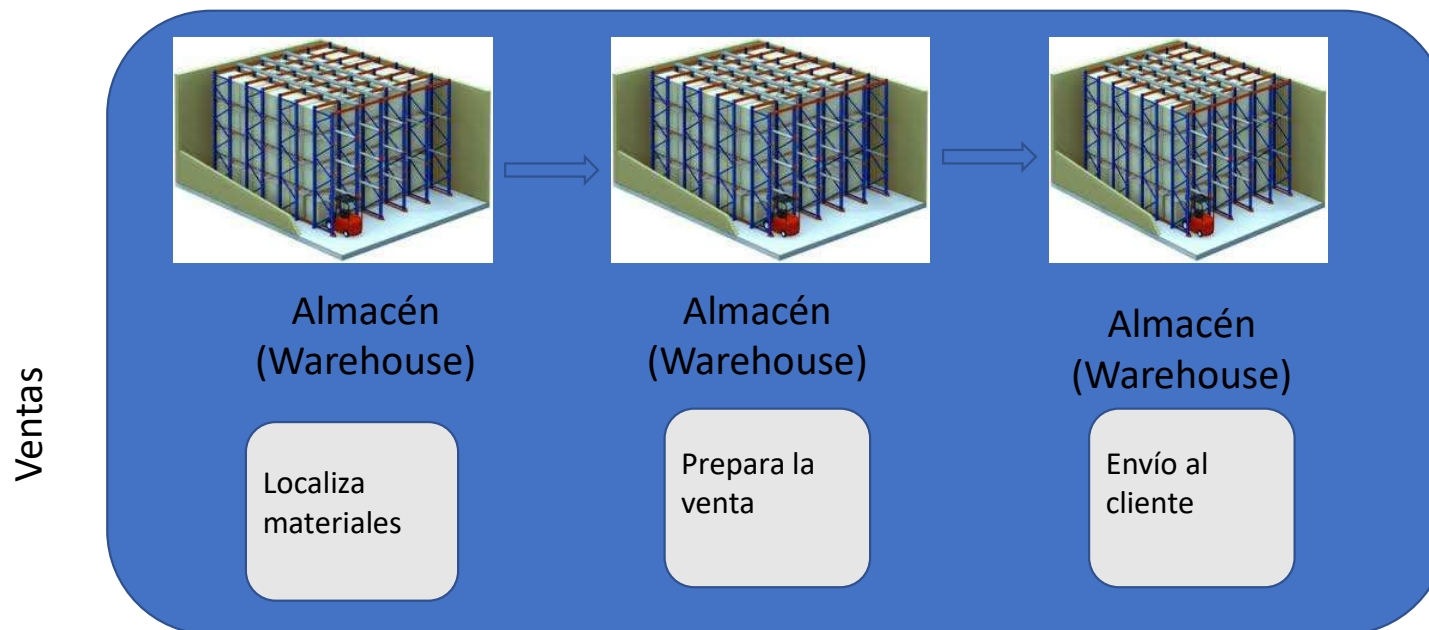 Ventas
Almacén
(Warehouse)
Localiza
materiales
Almacén
(Warehouse)
Prepara la
venta
Almacén
(Warehouse)
Envío al
cliente